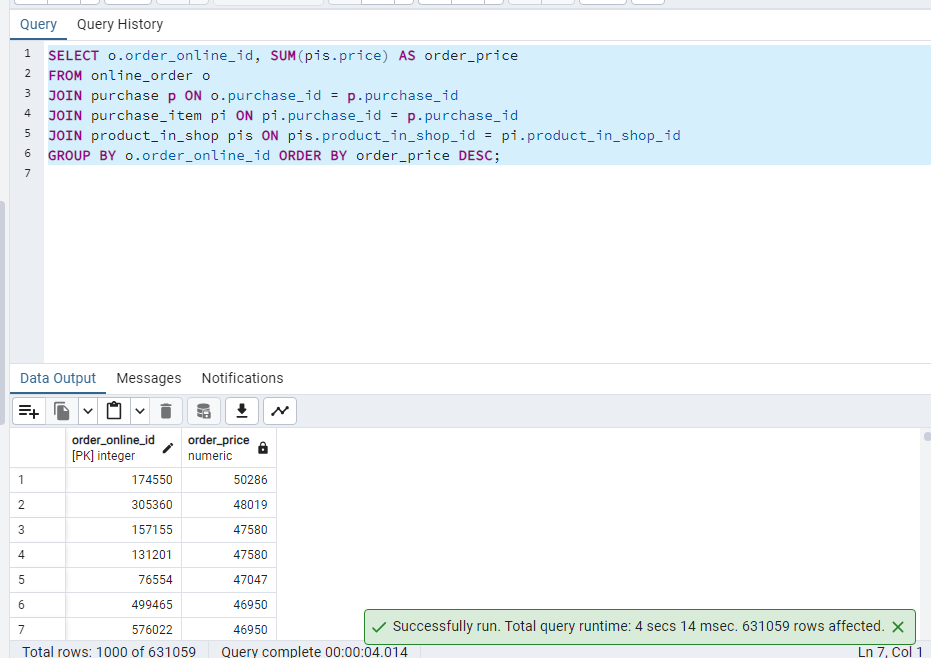 Query Query History
1 SELECT o.order_online_id, SUM(pis.price) AS order_price
2 FROM online_order o
3 JOIN purchase p ON o.purchase_id = p.purchase_id
4 JOIN purchase_item pi ON pi.purchase_id = p.purchase_id
5 JOIN product_in_shop pis ON pis.product_in_shop_id = pi.product_in_shop_id
6 GROUP BY o.order_online_id ORDER BY order_price DESC;
7
Data Output Messages Notifications
order_online_id order_price
[PK] integer numeric
1 174550 50286
2 305360 48019
3 157155 47580
4 131201 47580
5 76554 47047
6 499465 46950
7 576022 46950
Successfully run. Total query runtime: 4 secs 14 msec. 631059 rows affected.
Total rows: 1000 of 631059 Query complete 00:00:04.014 Ln 7, Col 1